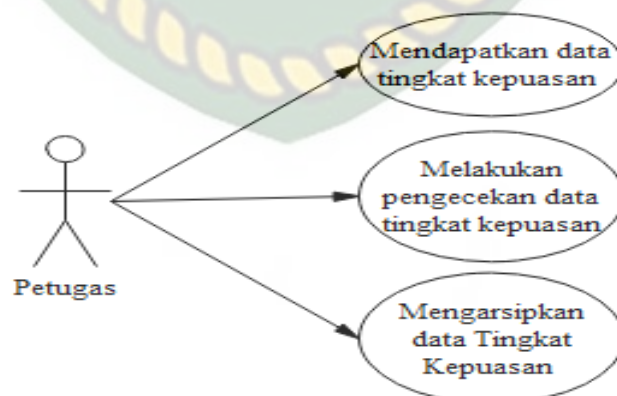 Mendapatkan data
tingkat kepuasan
Melakukan
pengecekan data
tingkat kepuasan
Petugas
Mengarsipkan
data Tingkat
Kepuasan